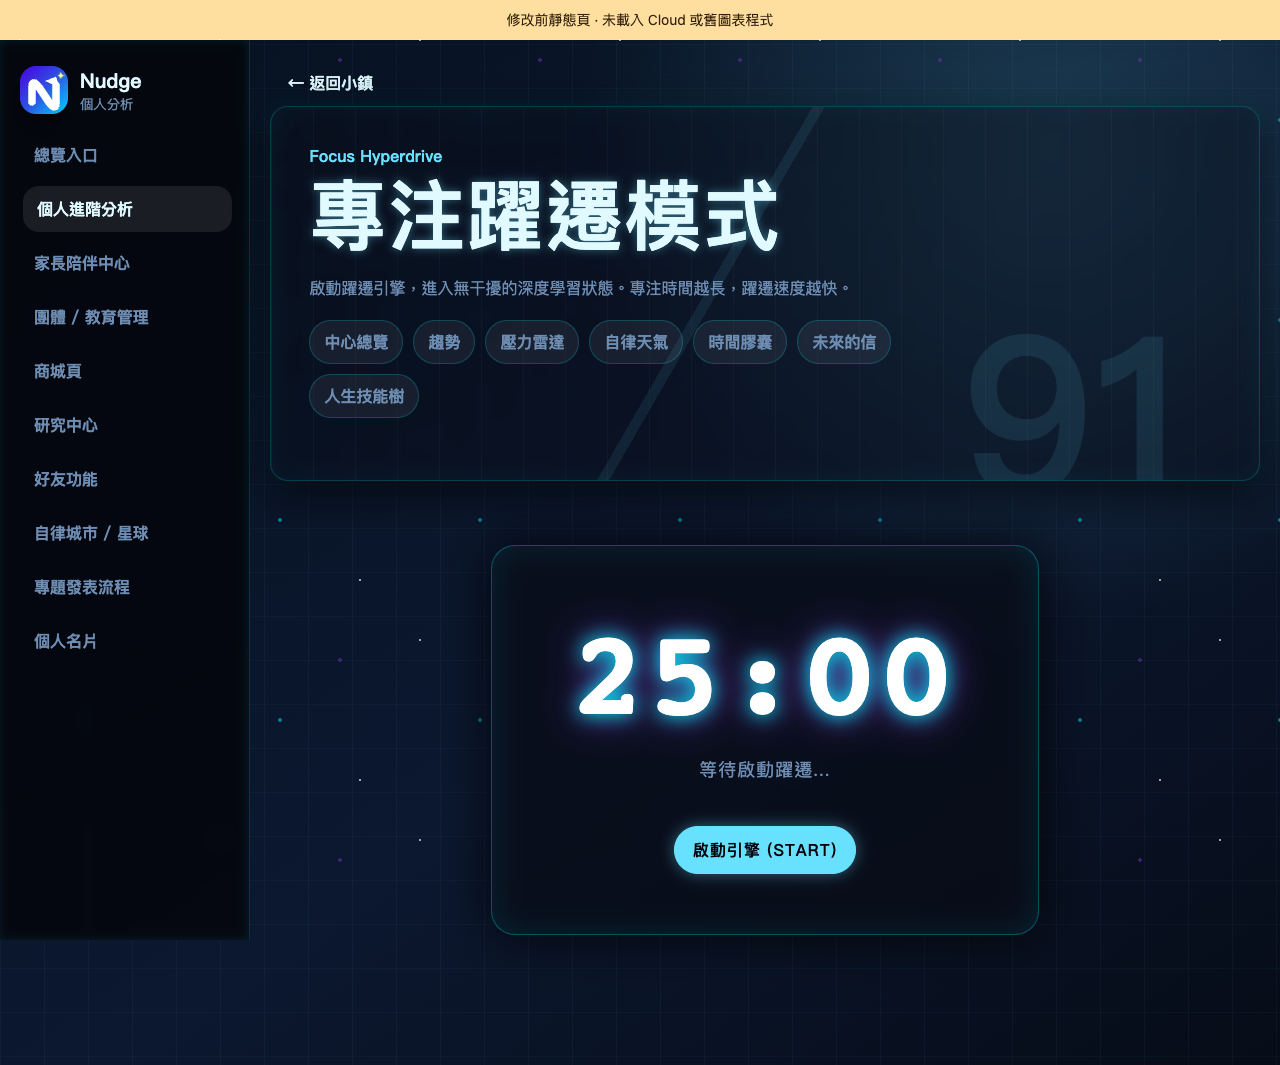 修改前靜態頁 · 未載入 Cloud 或舊圖表程式
Nudge
個人分析
總覽入口
個人進階分析
家長陪伴中心
團體 / 教育管理
商城頁
研究中心
好友功能
自律城市 / 星球
專題發表流程
個人名片
← 返回小鎮
Focus Hyperdrive
專注躍遷模式
啟動躍遷引擎，進入無干擾的深度學習狀態。專注時間越長，躍遷速度越快。
中心總覽 趨勢 壓力雷達 自律天氣 時間膠囊 未來的信
人生技能樹
91
25:00
等待啟動躍遷...
啟動引擎 (START)